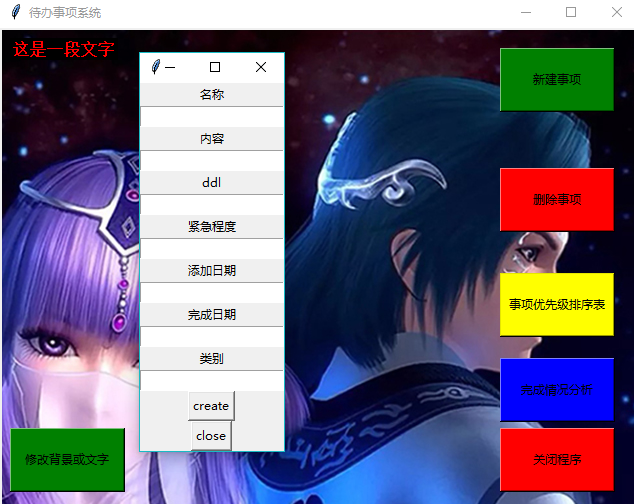 待办事项系统
这是一段文字
名称
内容
ddl
紧急程度
添加日期
完成日期
类别
create
close
新建事项
删除事项
事项优先级排序表
完成情况分析
关闭程序
修改背景或文字